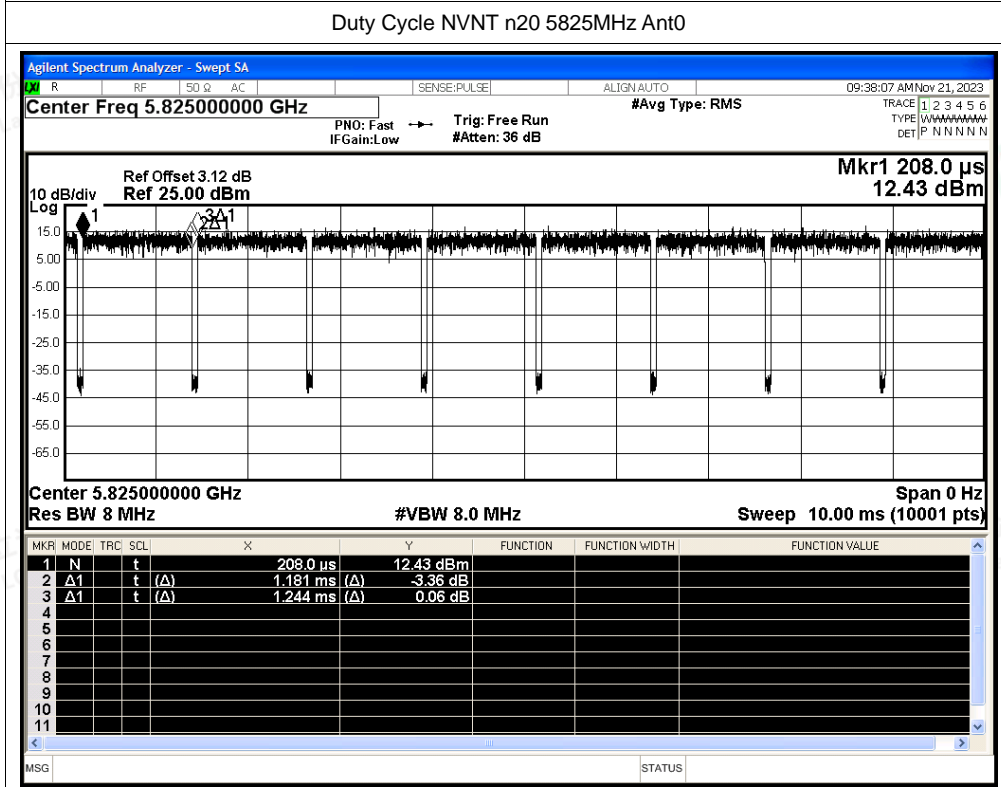 Duty Cycle NVNT n20 5825MHz Ant0
Agilent Spectrum Analyzer - Swept SA
LXI R RF 50 Ω AC SENSE:PULSE ALIGN AUTO 09:38:07 AM Nov 21, 2023
Center Freq 5.825000000 GHz #Avg Type: RMS TRACE 1 2 3 4 5 6
PNO: Fast Trig: Free Run TYPE WWWWWW
IFGain:Low #Atten: 36 dB DET P N N N N N
Mkr1 208.0 µs
Ref Offset 3.12 dB
10 dB/div Ref 25.00 dBm 12.43 dBm
Log
1 2Δ1 3Δ1
15.0
5.00
-5.00
-15.0
-25.0
-35.0
-45.0
-55.0
-65.0
Center 5.825000000 GHz Span 0 Hz
Res BW 8 MHz #VBW 8.0 MHz Sweep 10.00 ms (10001 pts)
MKR MODE TRC SCL X Y FUNCTION FUNCTION WIDTH FUNCTION VALUE
1 N t 208.0 µs 12.43 dBm
2 Δ1 t (Δ) 1.181 ms (Δ) -3.36 dB
3 Δ1 t (Δ) 1.244 ms (Δ) 0.06 dB
4
5
6
7
8
9
10
11
MSG STATUS